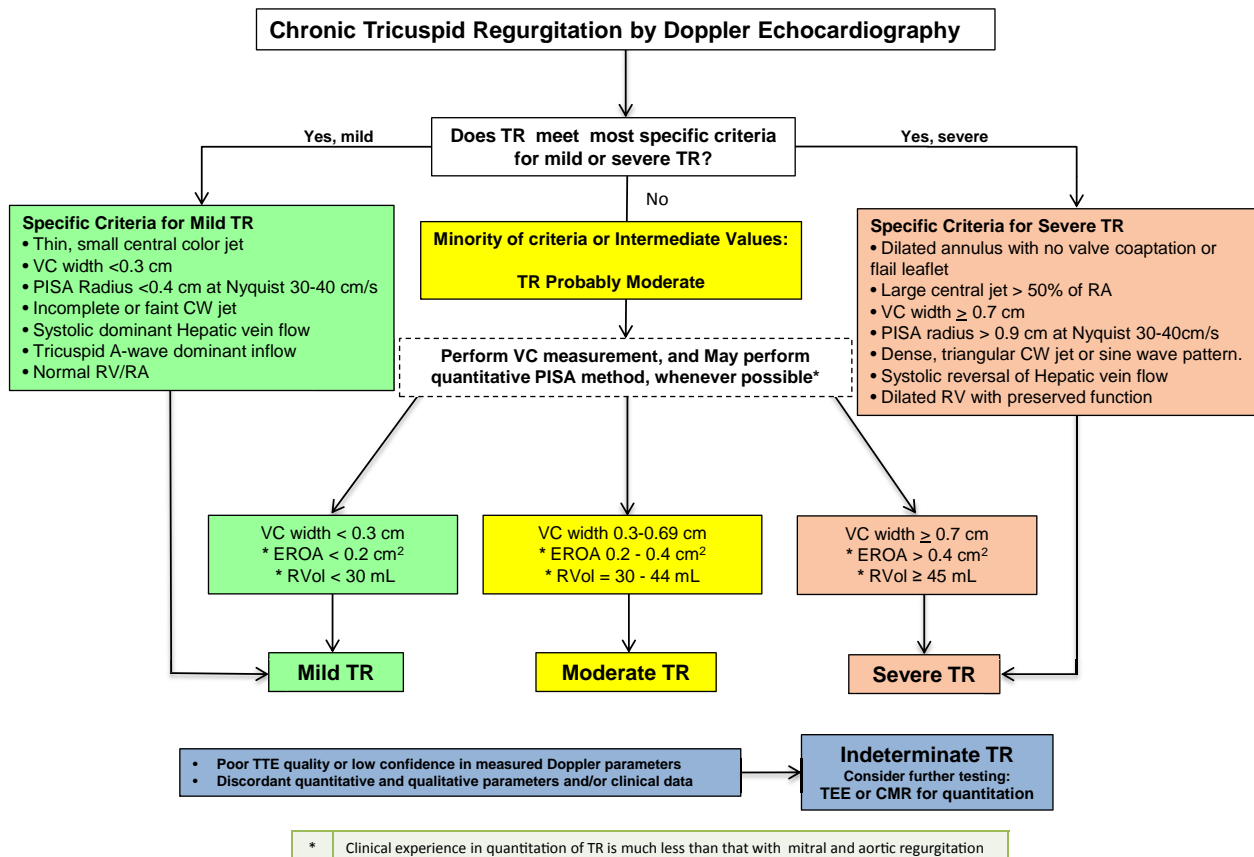 Chronic Tricuspid Regurgitation by Doppler Echocardiography
Yes, mild
Does TR meet most specific criteria
for mild or severe TR?
Yes, severe
No
Specific Criteria for Mild TR
• Thin, small central color jet
• VC width <0.3 cm
• PISA Radius <0.4 cm at Nyquist 30-40 cm/s
• Incomplete or faint CW jet
• Systolic dominant Hepatic vein flow
• Tricuspid A-wave dominant inflow
• Normal RV/RA
Minority of criteria or Intermediate Values:
TR Probably Moderate
Specific Criteria for Severe TR
• Dilated annulus with no valve coaptation or
flail leaflet
• Large central jet > 50% of RA
• VC width ≥ 0.7 cm
• PISA radius > 0.9 cm at Nyquist 30-40cm/s
• Dense, triangular CW jet or sine wave pattern.
• Systolic reversal of Hepatic vein flow
• Dilated RV with preserved function
Perform VC measurement, and May perform
quantitative PISA method, whenever possible*
VC width < 0.3 cm
* EROA < 0.2 cm²
* RVol < 30 mL
VC width 0.3-0.69 cm
* EROA 0.2 - 0.4 cm²
* RVol = 30 - 44 mL
VC width ≥ 0.7 cm
* EROA > 0.4 cm²
* RVol ≥ 45 mL
Mild TR
Moderate TR
Severe TR
• Poor TTE quality or low confidence in measured Doppler parameters
• Discordant quantitative and qualitative parameters and/or clinical data
Indeterminate TR
Consider further testing:
TEE or CMR for quantitation
* Clinical experience in quantitation of TR is much less than that with mitral and aortic regurgitation